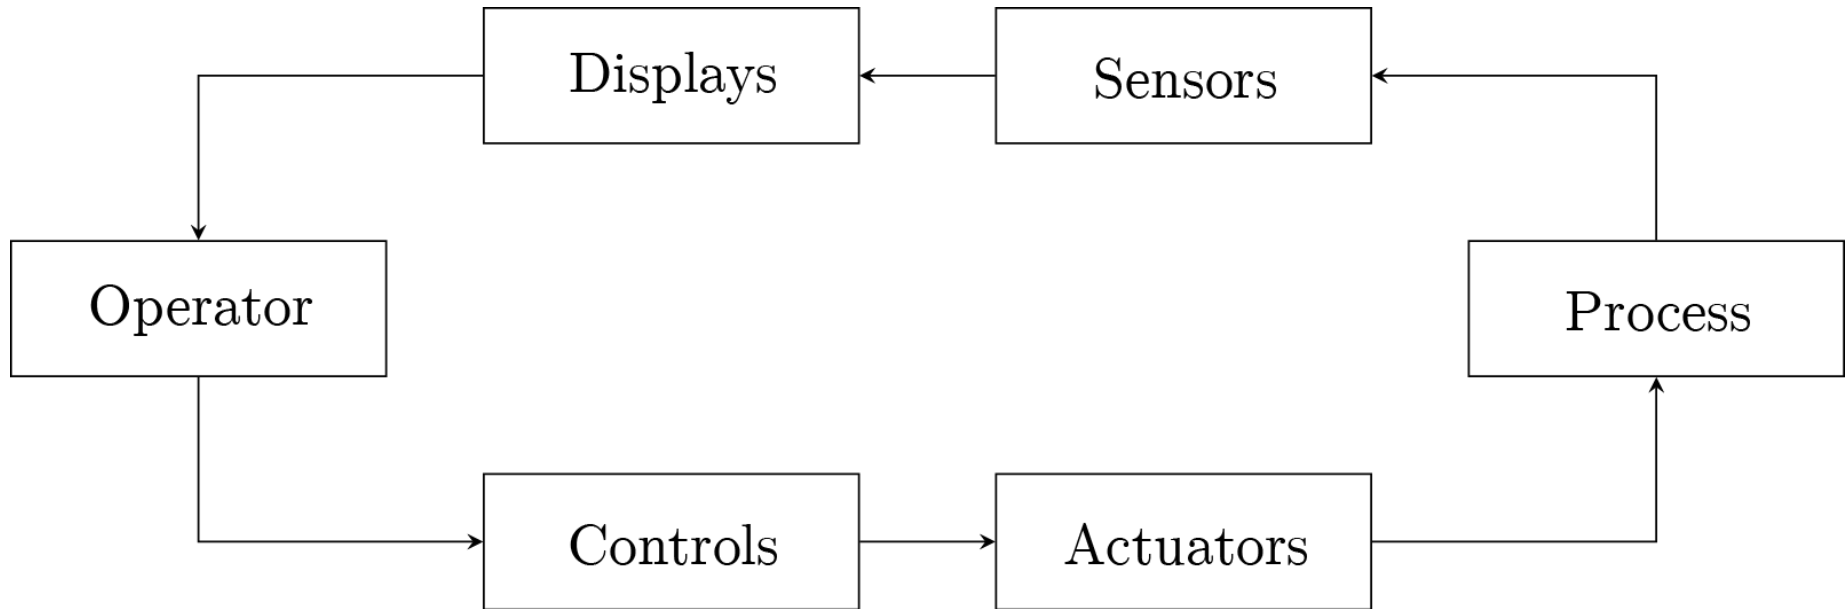 Displays
Sensors
Operator
Process
Controls
Actuators